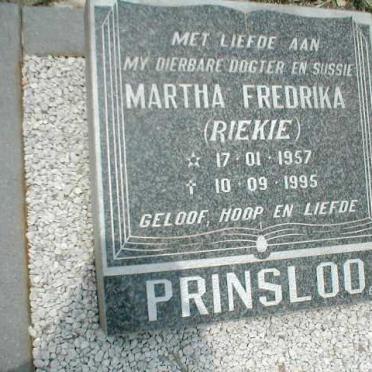 MET LIEFDE AAN
MY DIERBARE DOGTER EN SUSSIE
MARTHA FREDRIKA
(RIEKIE)
☆ 17·01·1957
† 10·09·1995
GELOOF, HOOP EN LIEFDE
PRINSLOO